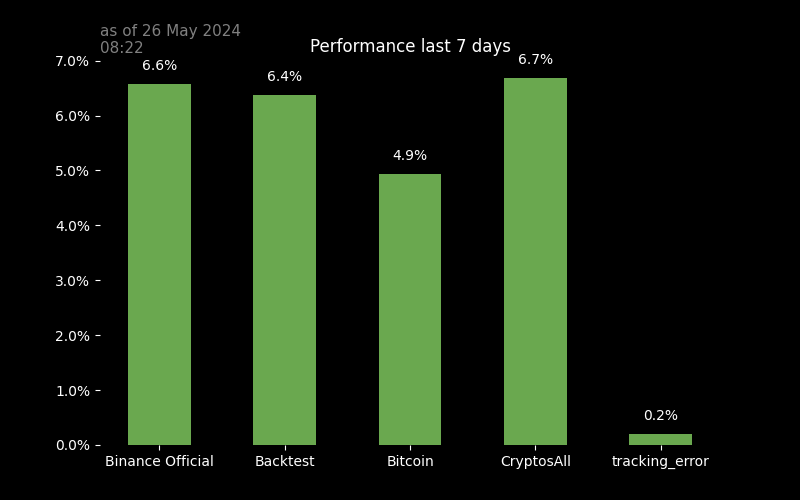 as of 26 May 2024
08:22
Performance last 7 days
7.0%
6.0%
5.0%
4.0%
3.0%
2.0%
1.0%
0.0%
6.6%
6.4%
4.9%
6.7%
0.2%
Binance Official
Backtest
Bitcoin
CryptosAll
tracking_error